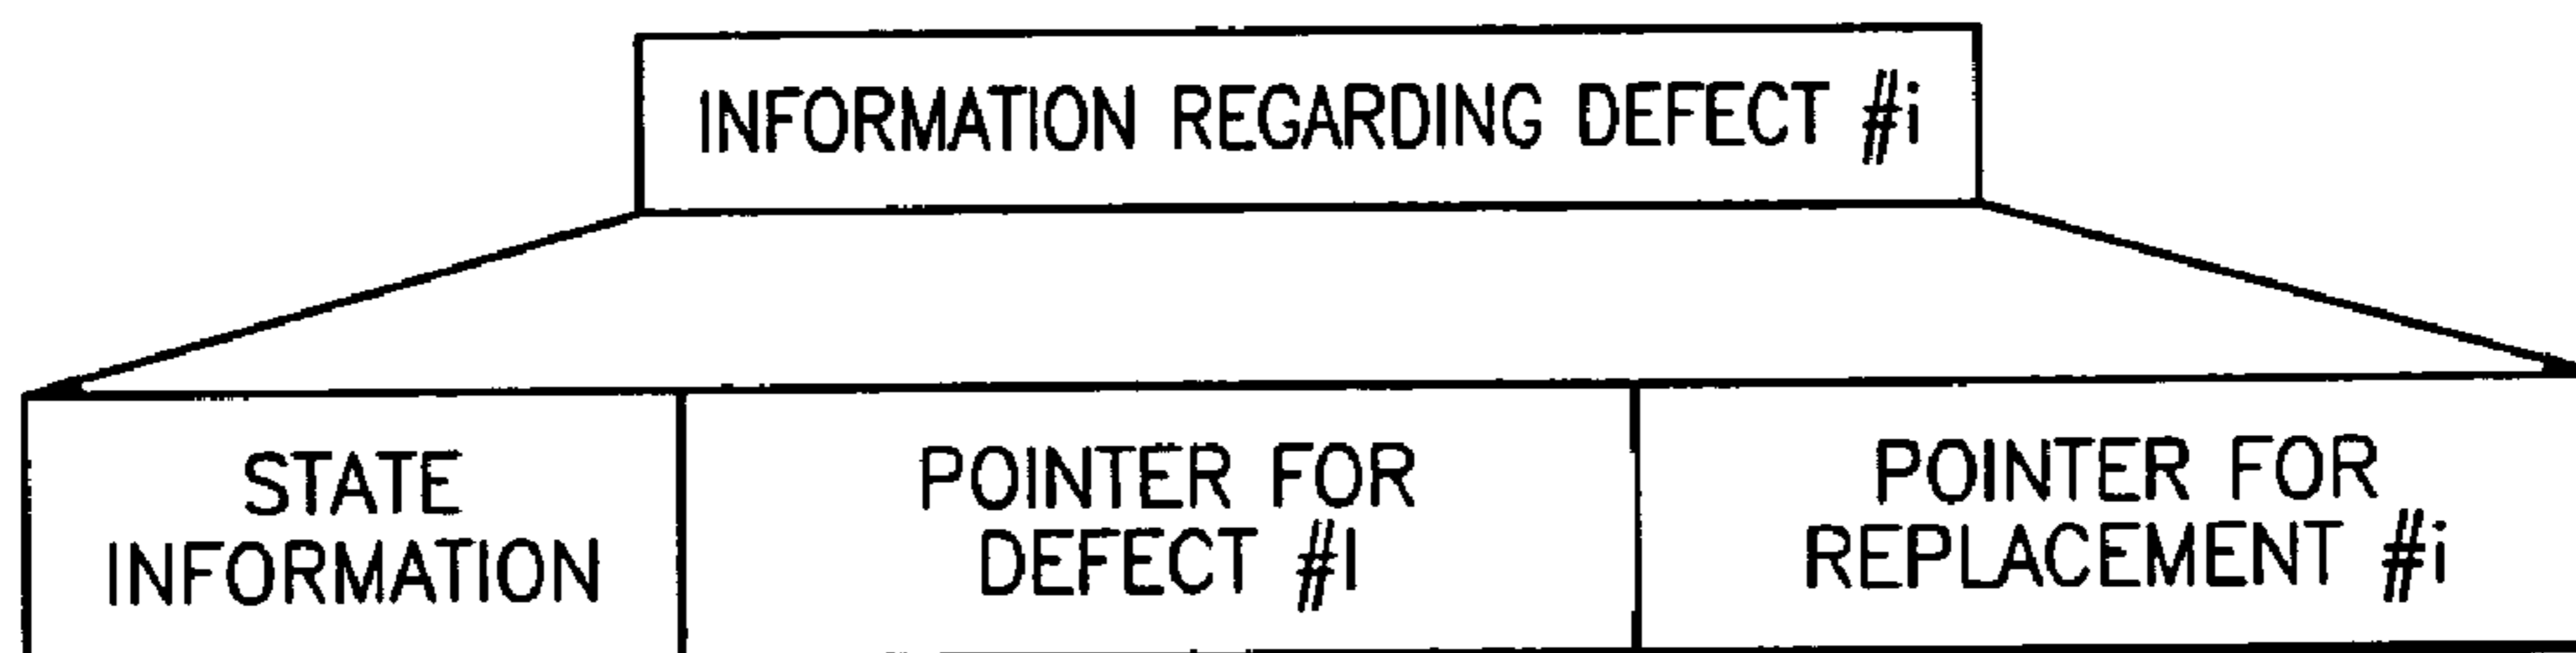 INFORMATION REGARDING DEFECT #i
STATE
INFORMATION
POINTER FOR
DEFECT #I
POINTER FOR
REPLACEMENT #i